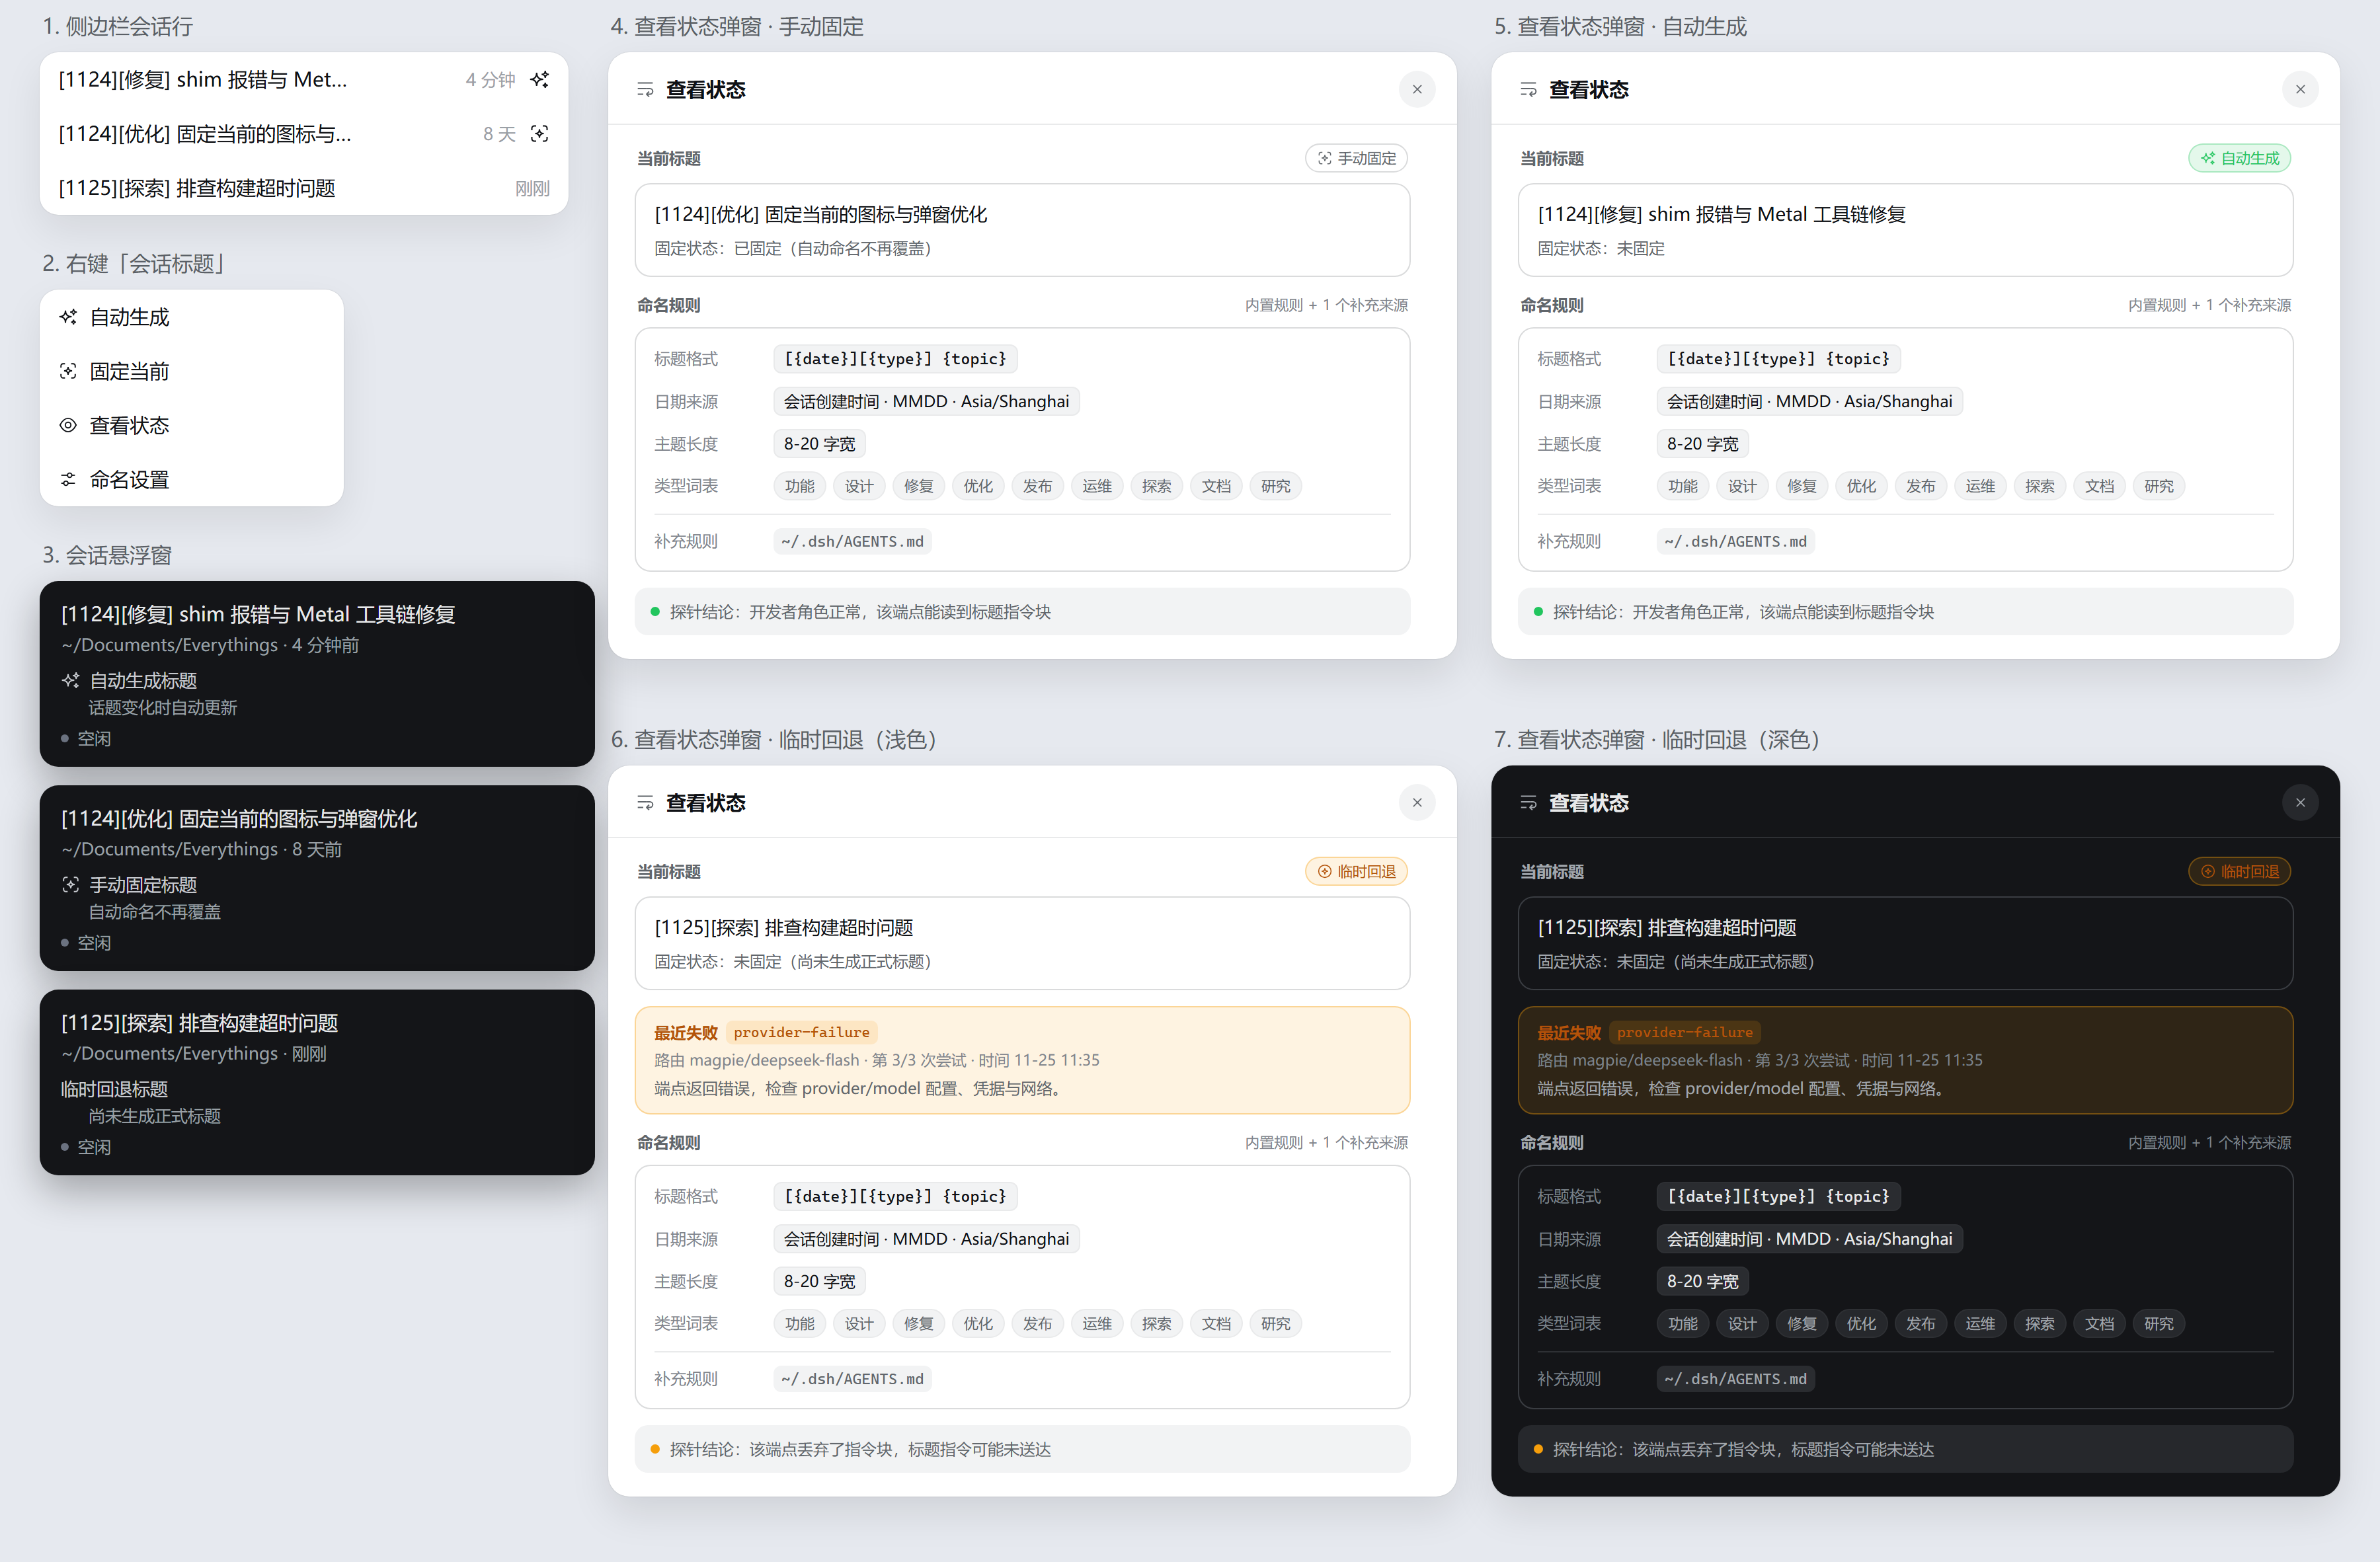 1. 侧边栏会话行
[1124][修复] shim 报错与 Met... 4 分钟
[1124][优化] 固定当前的图标与... 8 天
[1125][探索] 排查构建超时问题 刚刚
2. 右键「会话标题」
自动生成
固定当前
查看状态
命名设置
3. 会话悬浮窗
[1124][修复] shim 报错与 Metal 工具链修复
~/Documents/Everythings · 4 分钟前
自动生成标题
话题变化时自动更新
空闲
[1124][优化] 固定当前的图标与弹窗优化
~/Documents/Everythings · 8 天前
手动固定标题
自动命名不再覆盖
空闲
[1125][探索] 排查构建超时问题
~/Documents/Everythings · 刚刚
临时回退标题
尚未生成正式标题
空闲
4. 查看状态弹窗 · 手动固定
查看状态
当前标题 手动固定
[1124][优化] 固定当前的图标与弹窗优化
固定状态：已固定（自动命名不再覆盖）
命名规则 内置规则 + 1 个补充来源
标题格式 [{date}][{type}] {topic}
日期来源 会话创建时间 · MMDD · Asia/Shanghai
主题长度 8-20 字宽
类型词表 功能 设计 修复 优化 发布 运维 探索 文档 研究
补充规则 ~/.dsh/AGENTS.md
探针结论：开发者角色正常，该端点能读到标题指令块
5. 查看状态弹窗 · 自动生成
查看状态
当前标题 自动生成
[1124][修复] shim 报错与 Metal 工具链修复
固定状态：未固定
命名规则 内置规则 + 1 个补充来源
标题格式 [{date}][{type}] {topic}
日期来源 会话创建时间 · MMDD · Asia/Shanghai
主题长度 8-20 字宽
类型词表 功能 设计 修复 优化 发布 运维 探索 文档 研究
补充规则 ~/.dsh/AGENTS.md
探针结论：开发者角色正常，该端点能读到标题指令块
6. 查看状态弹窗 · 临时回退（浅色）
查看状态
当前标题 临时回退
[1125][探索] 排查构建超时问题
固定状态：未固定（尚未生成正式标题）
最近失败 provider-failure
路由 magpie/deepseek-flash · 第 3/3 次尝试 · 时间 11-25 11:35
端点返回错误，检查 provider/model 配置、凭据与网络。
命名规则 内置规则 + 1 个补充来源
标题格式 [{date}][{type}] {topic}
日期来源 会话创建时间 · MMDD · Asia/Shanghai
主题长度 8-20 字宽
类型词表 功能 设计 修复 优化 发布 运维 探索 文档 研究
补充规则 ~/.dsh/AGENTS.md
探针结论：该端点丢弃了指令块，标题指令可能未送达
7. 查看状态弹窗 · 临时回退（深色）
查看状态
当前标题 临时回退
[1125][探索] 排查构建超时问题
固定状态：未固定（尚未生成正式标题）
最近失败 provider-failure
路由 magpie/deepseek-flash · 第 3/3 次尝试 · 时间 11-25 11:35
端点返回错误，检查 provider/model 配置、凭据与网络。
命名规则 内置规则 + 1 个补充来源
标题格式 [{date}][{type}] {topic}
日期来源 会话创建时间 · MMDD · Asia/Shanghai
主题长度 8-20 字宽
类型词表 功能 设计 修复 优化 发布 运维 探索 文档 研究
补充规则 ~/.dsh/AGENTS.md
探针结论：该端点丢弃了指令块，标题指令可能未送达